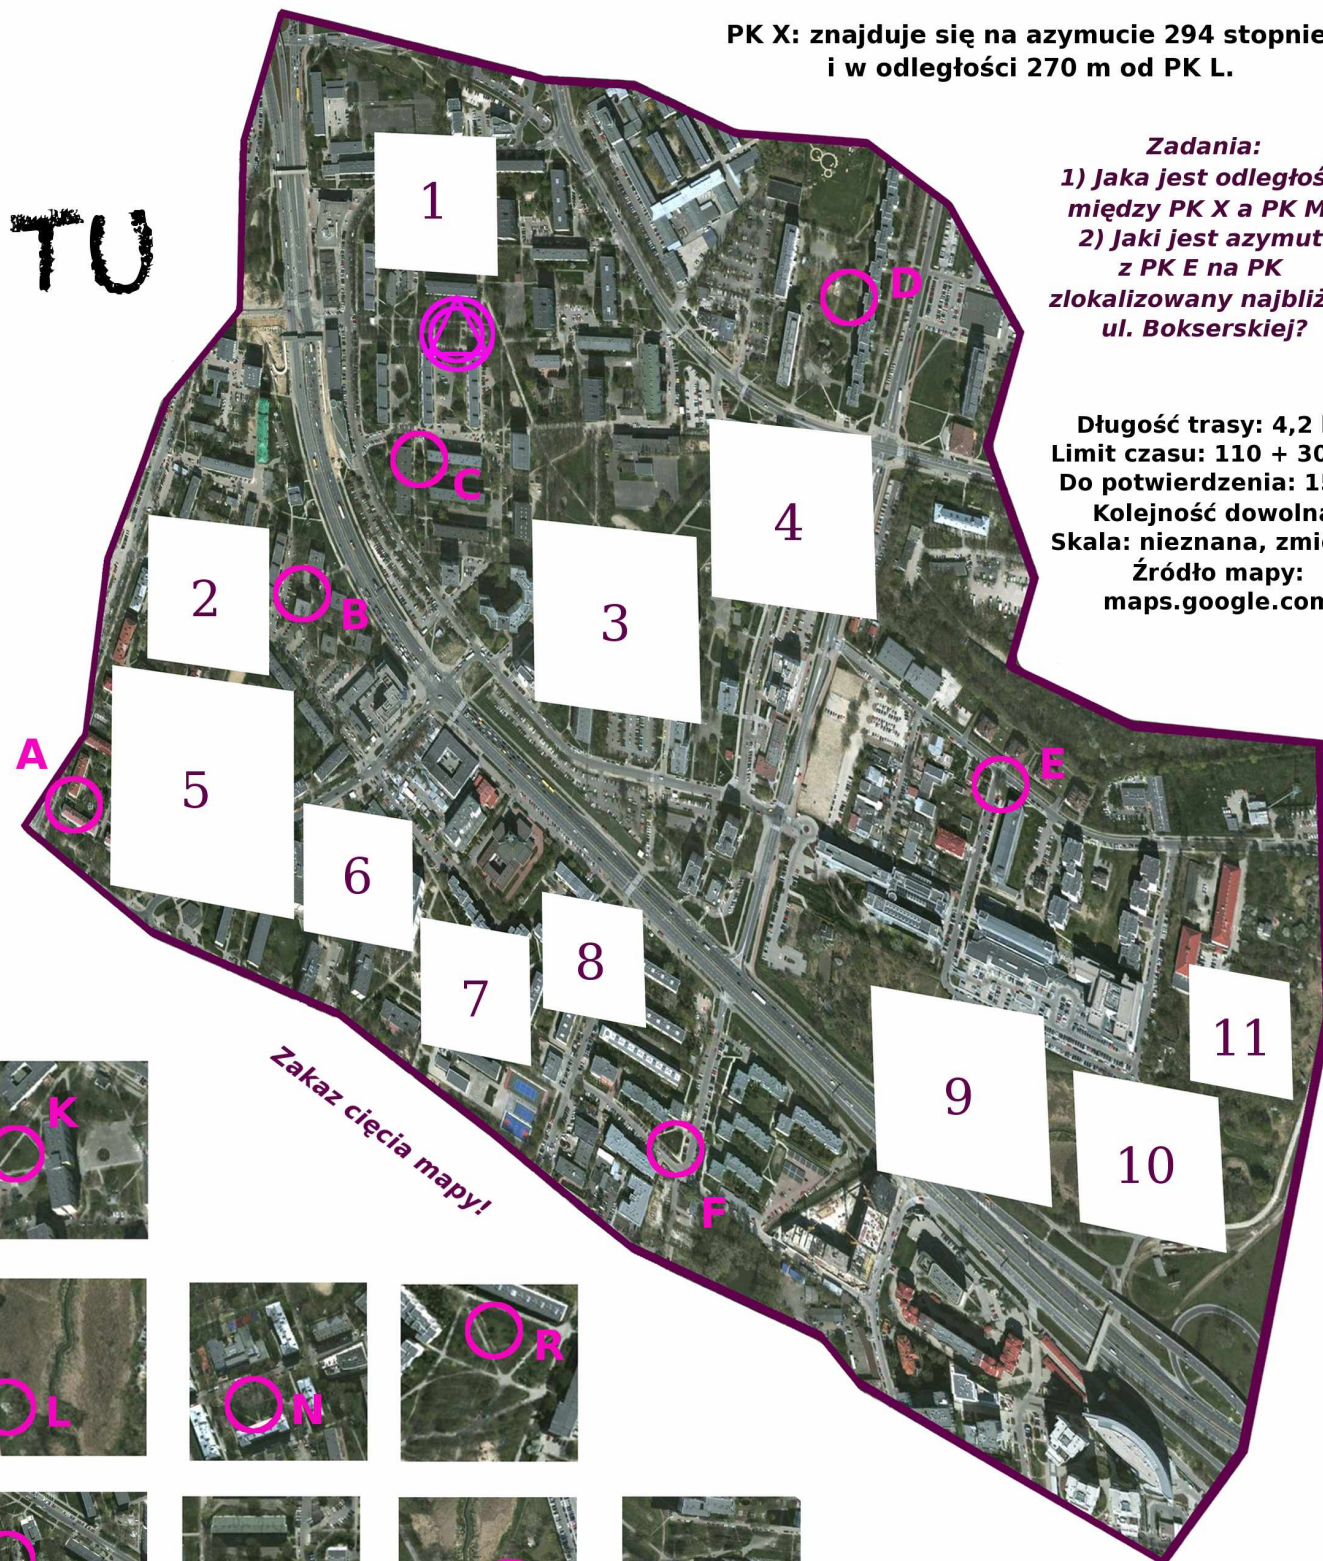 PK X: znajduje się na azymucie 294 stopnie
i w odległości 270 m od PK L.
TU
Zadania:
1) Jaka jest odległoś
między PK X a PK M
2) Jaki jest azymut
z PK E na PK
zlokalizowany najbliż
ul. Bokserskiej?
Długość trasy: 4,2
Limit czasu: 110 + 30
Do potwierdzenia: 1
Kolejność dowolna
Skala: nieznana, zmie
Źródło mapy:
maps.google.com
1
D
C
4
2
B
3
A
5
E
6
8
7
11
9
10
F
Zakaz cięcia mapy!
K
L
N
R